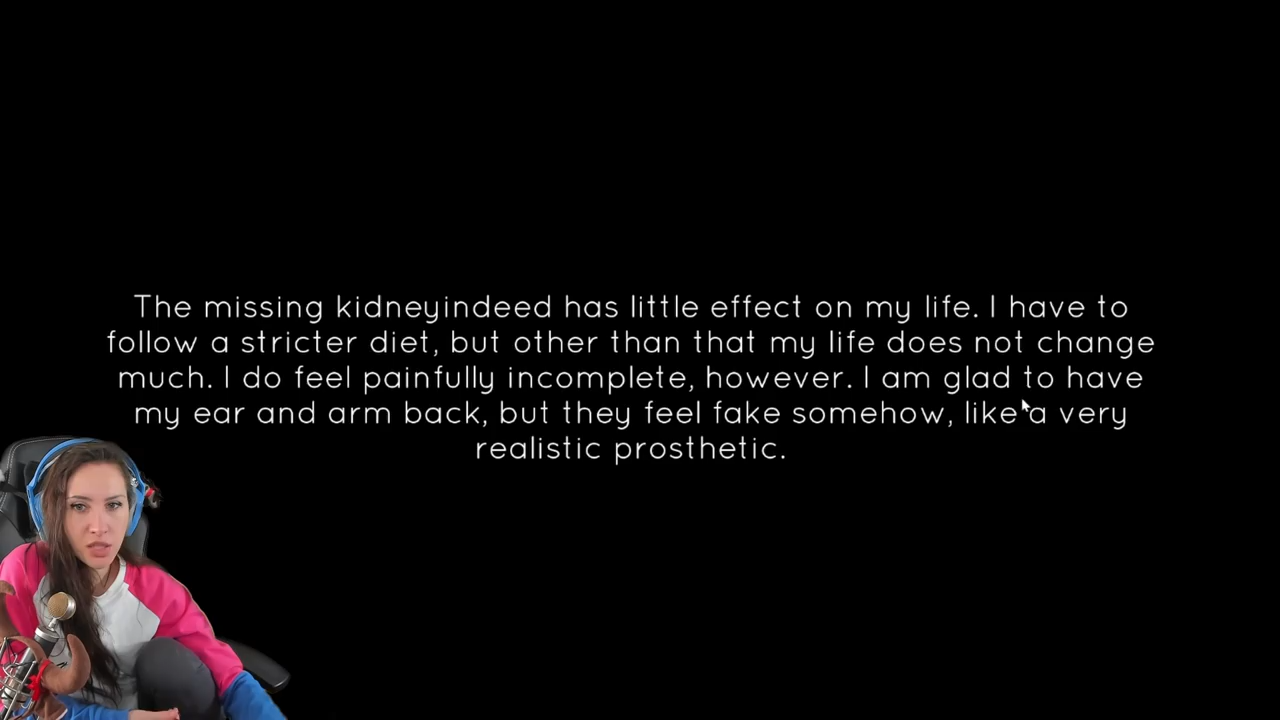 The missing kidneyindeed has little effect on my life. I have to
follow a stricter diet, but other than that my life does not change
much. I do feel painfully incomplete, however. I am glad to have
my ear and arm back, but they feel fake somehow, like a very
realistic prosthetic.